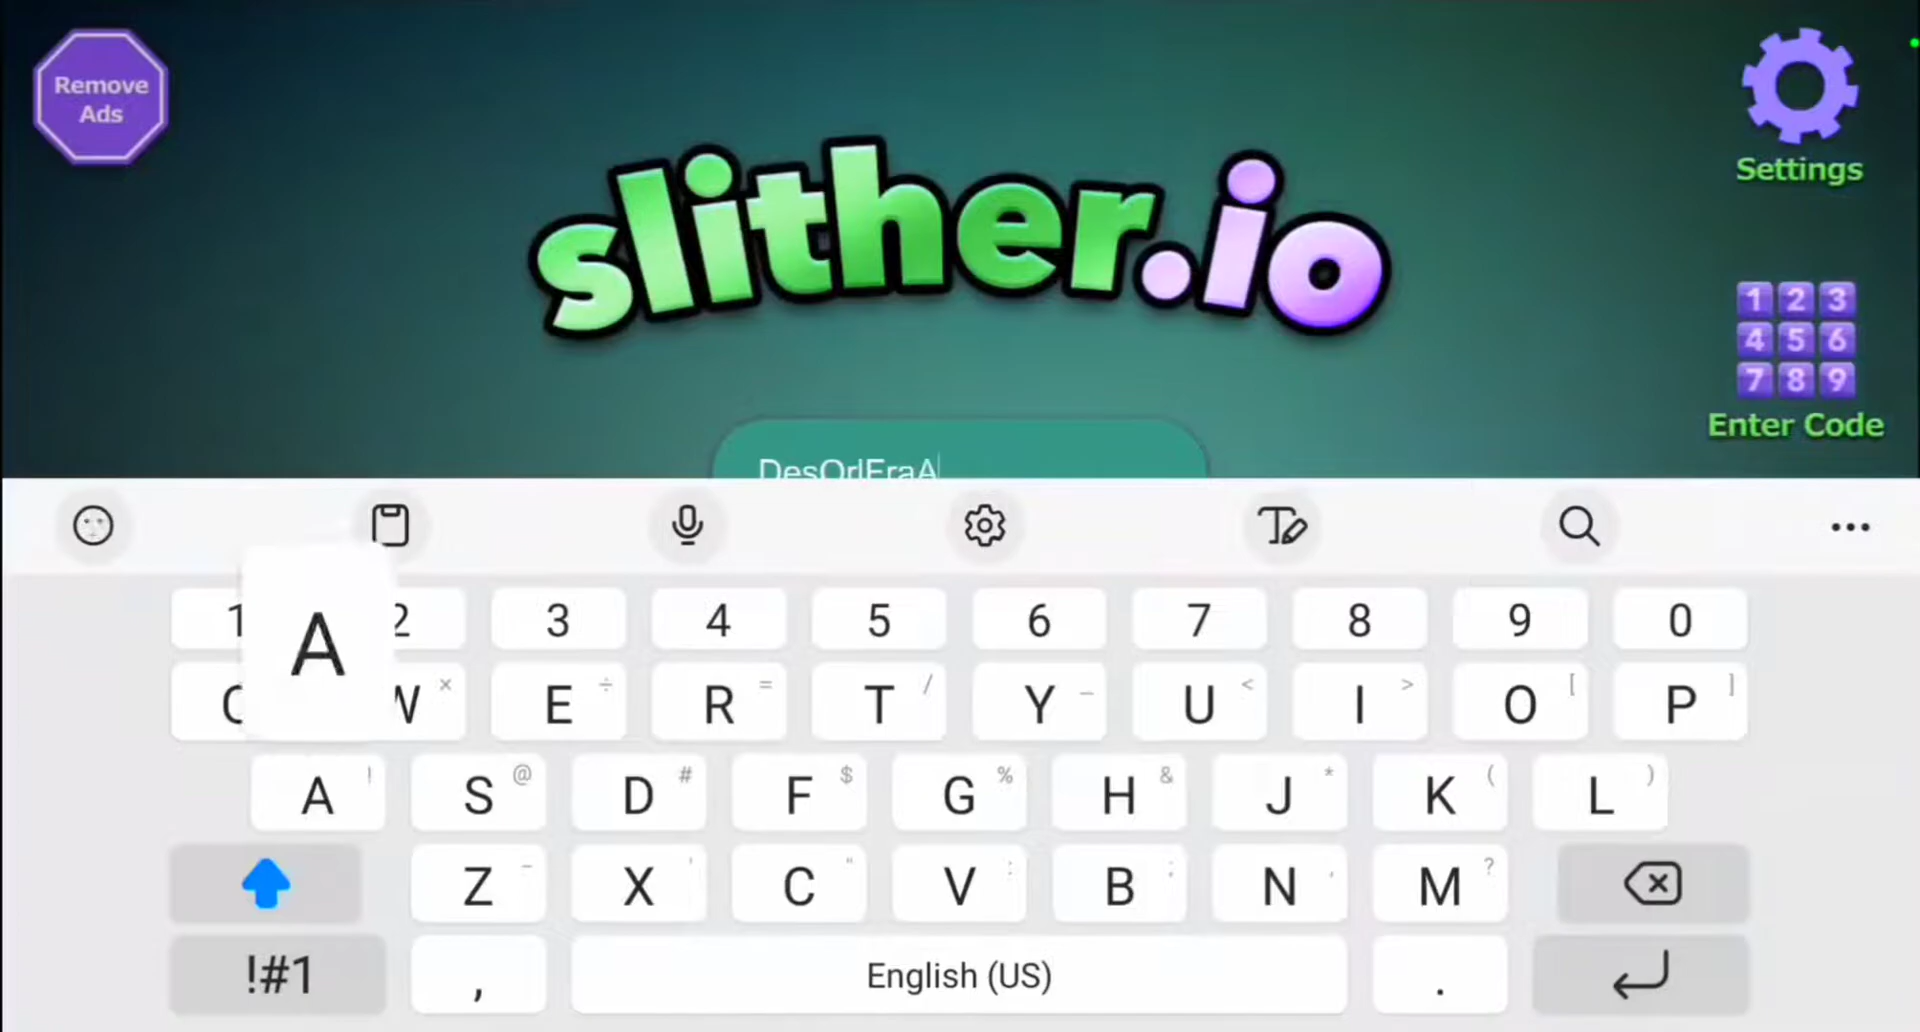 Remove
Ads
slither.io
Settings
1 2 3
4 5 6
7 8 9
Enter Code
A
1 2 3 4 5 6 7 8 9 0
W × E ÷ R = T / Y _ U < I > O [ P ]
A ! S @ D # F $ G % H & J * K ( L )
Z - X ' C " V : B ; N , M ?
!#1 , English (US) .